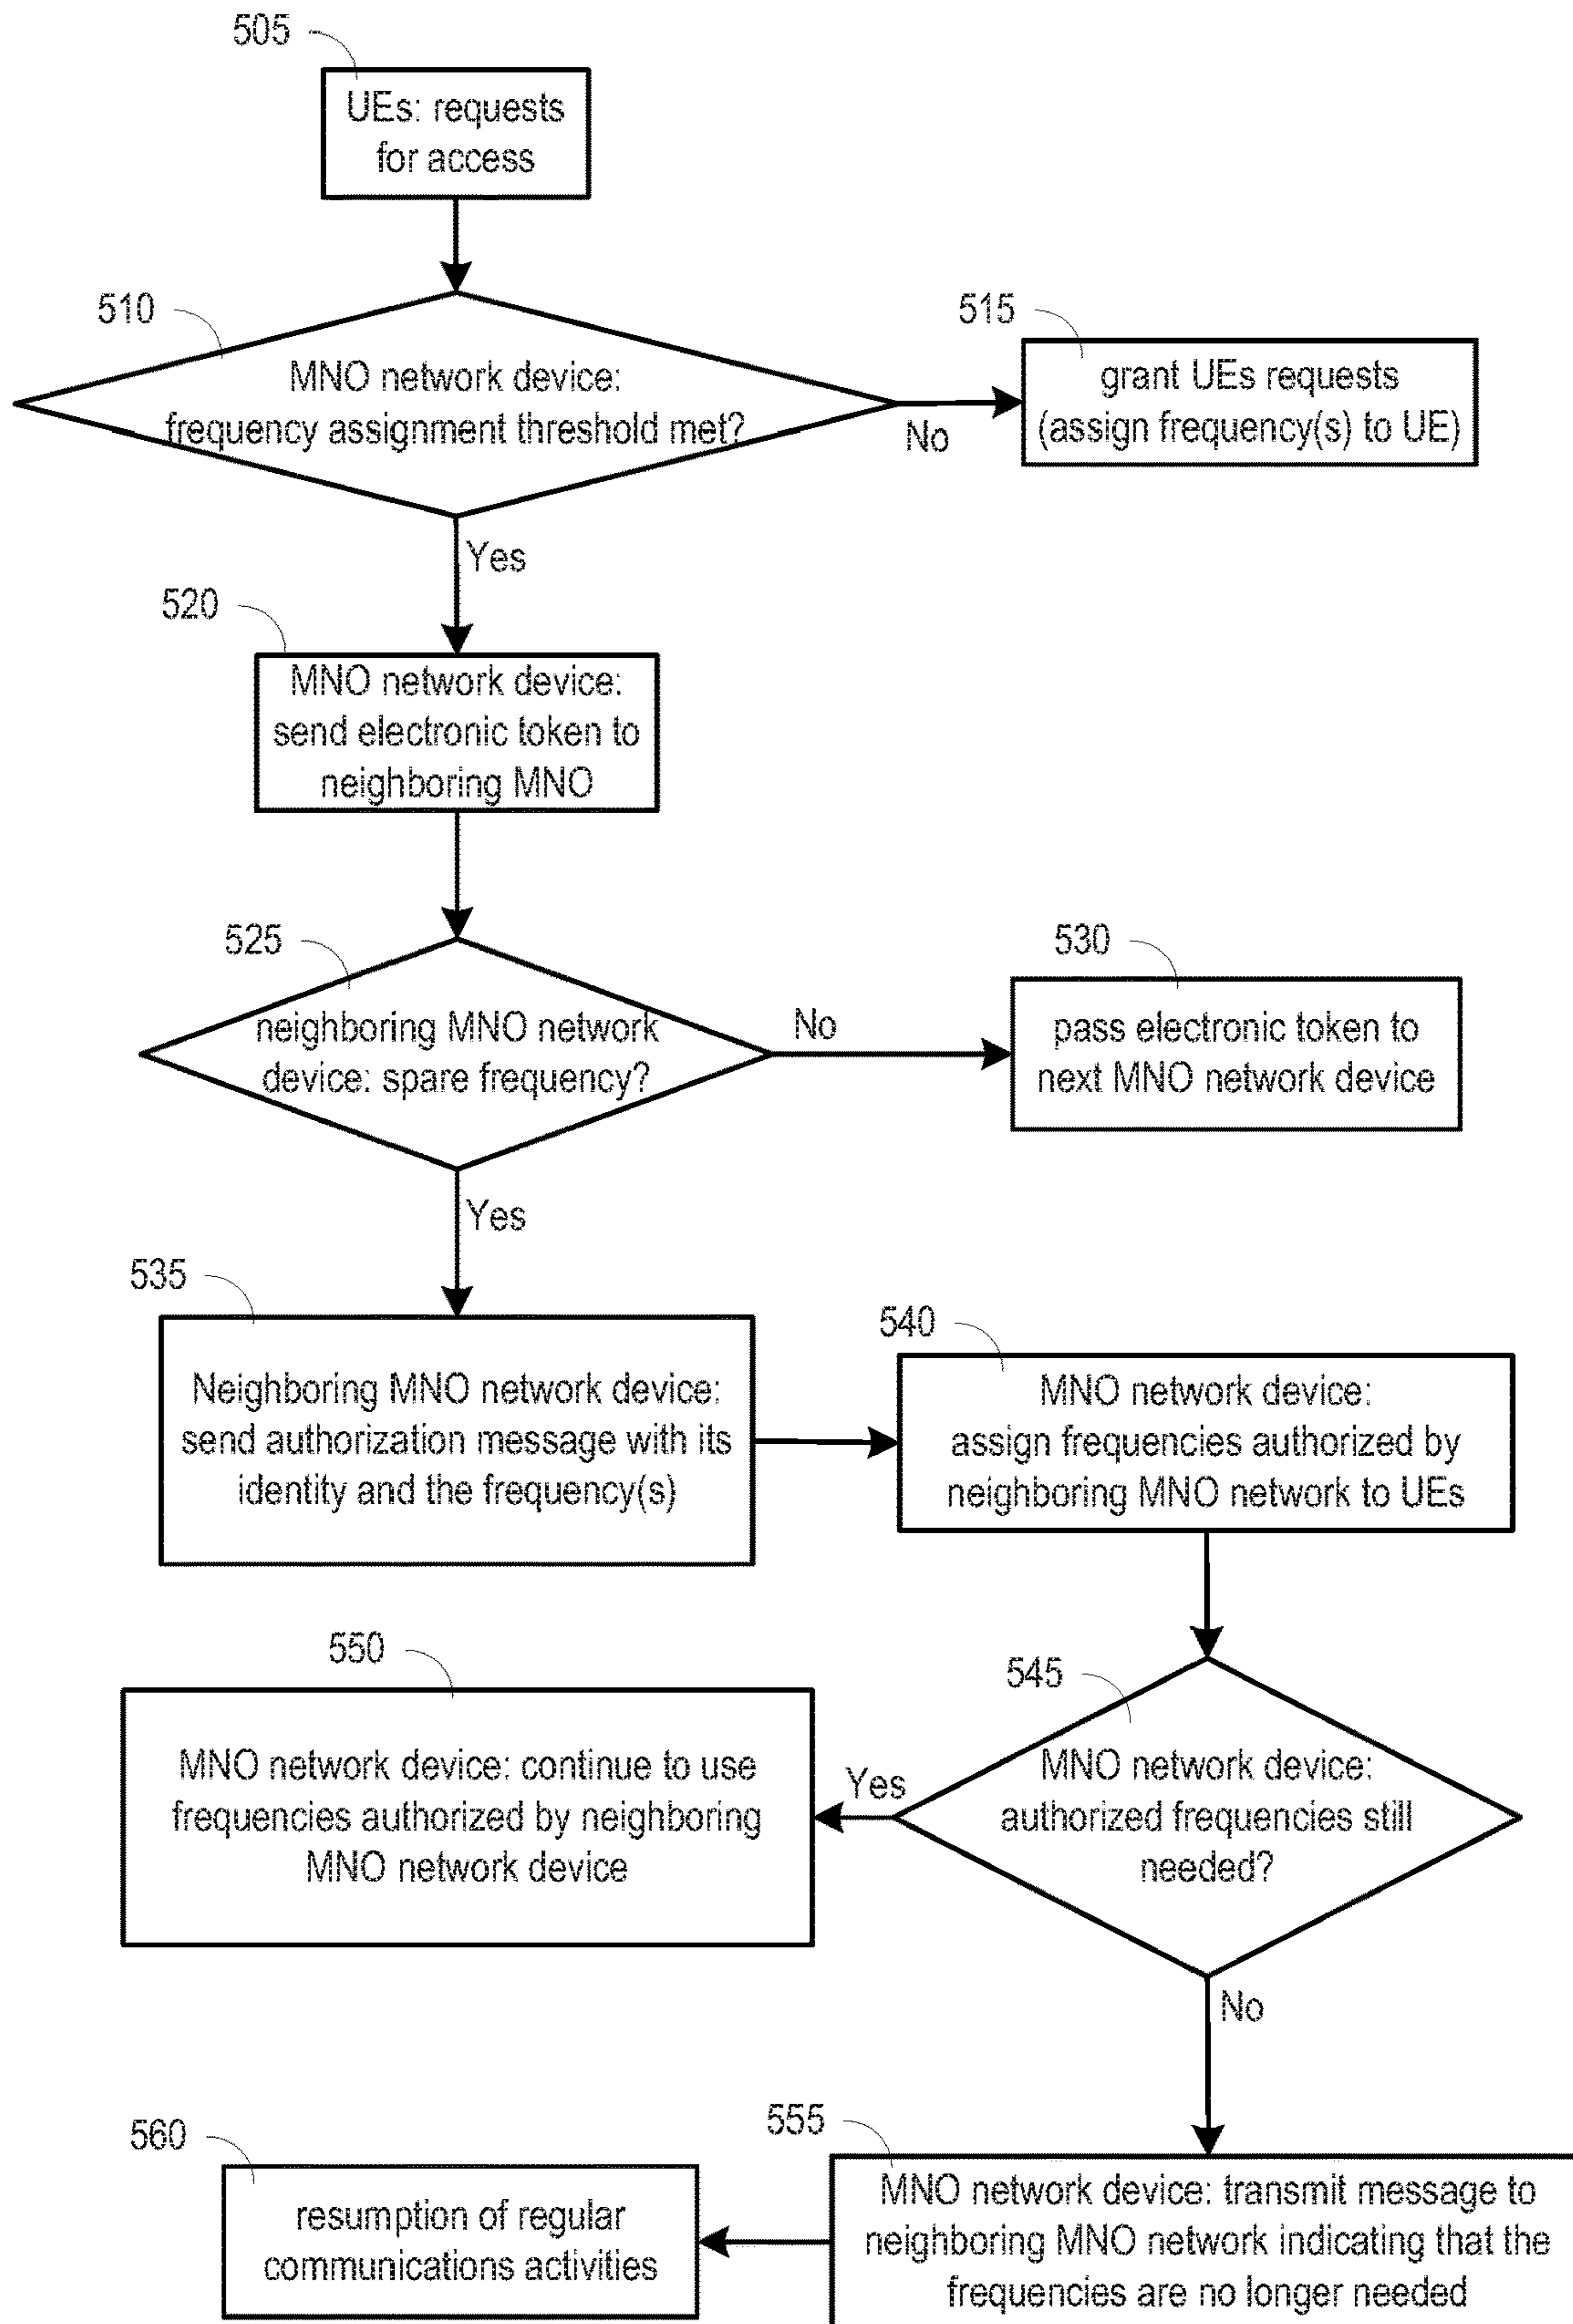 505
UEs: requests
for access
510
MNO network device:
frequency assignment threshold met?
No
515
grant UEs requests
(assign frequency(s) to UE)
Yes
520
MNO network device:
send electronic token to
neighboring MNO
525
neighboring MNO network
device: spare frequency?
No
530
pass electronic token to
next MNO network device
Yes
535
Neighboring MNO network device:
send authorization message with its
identity and the frequency(s)
540
MNO network device:
assign frequencies authorized by
neighboring MNO network to UEs
545
MNO network device:
authorized frequencies still
needed?
Yes
550
MNO network device: continue to use
frequencies authorized by neighboring
MNO network device
No
555
MNO network device: transmit message to
neighboring MNO network indicating that the
frequencies are no longer needed
560
resumption of regular
communications activities